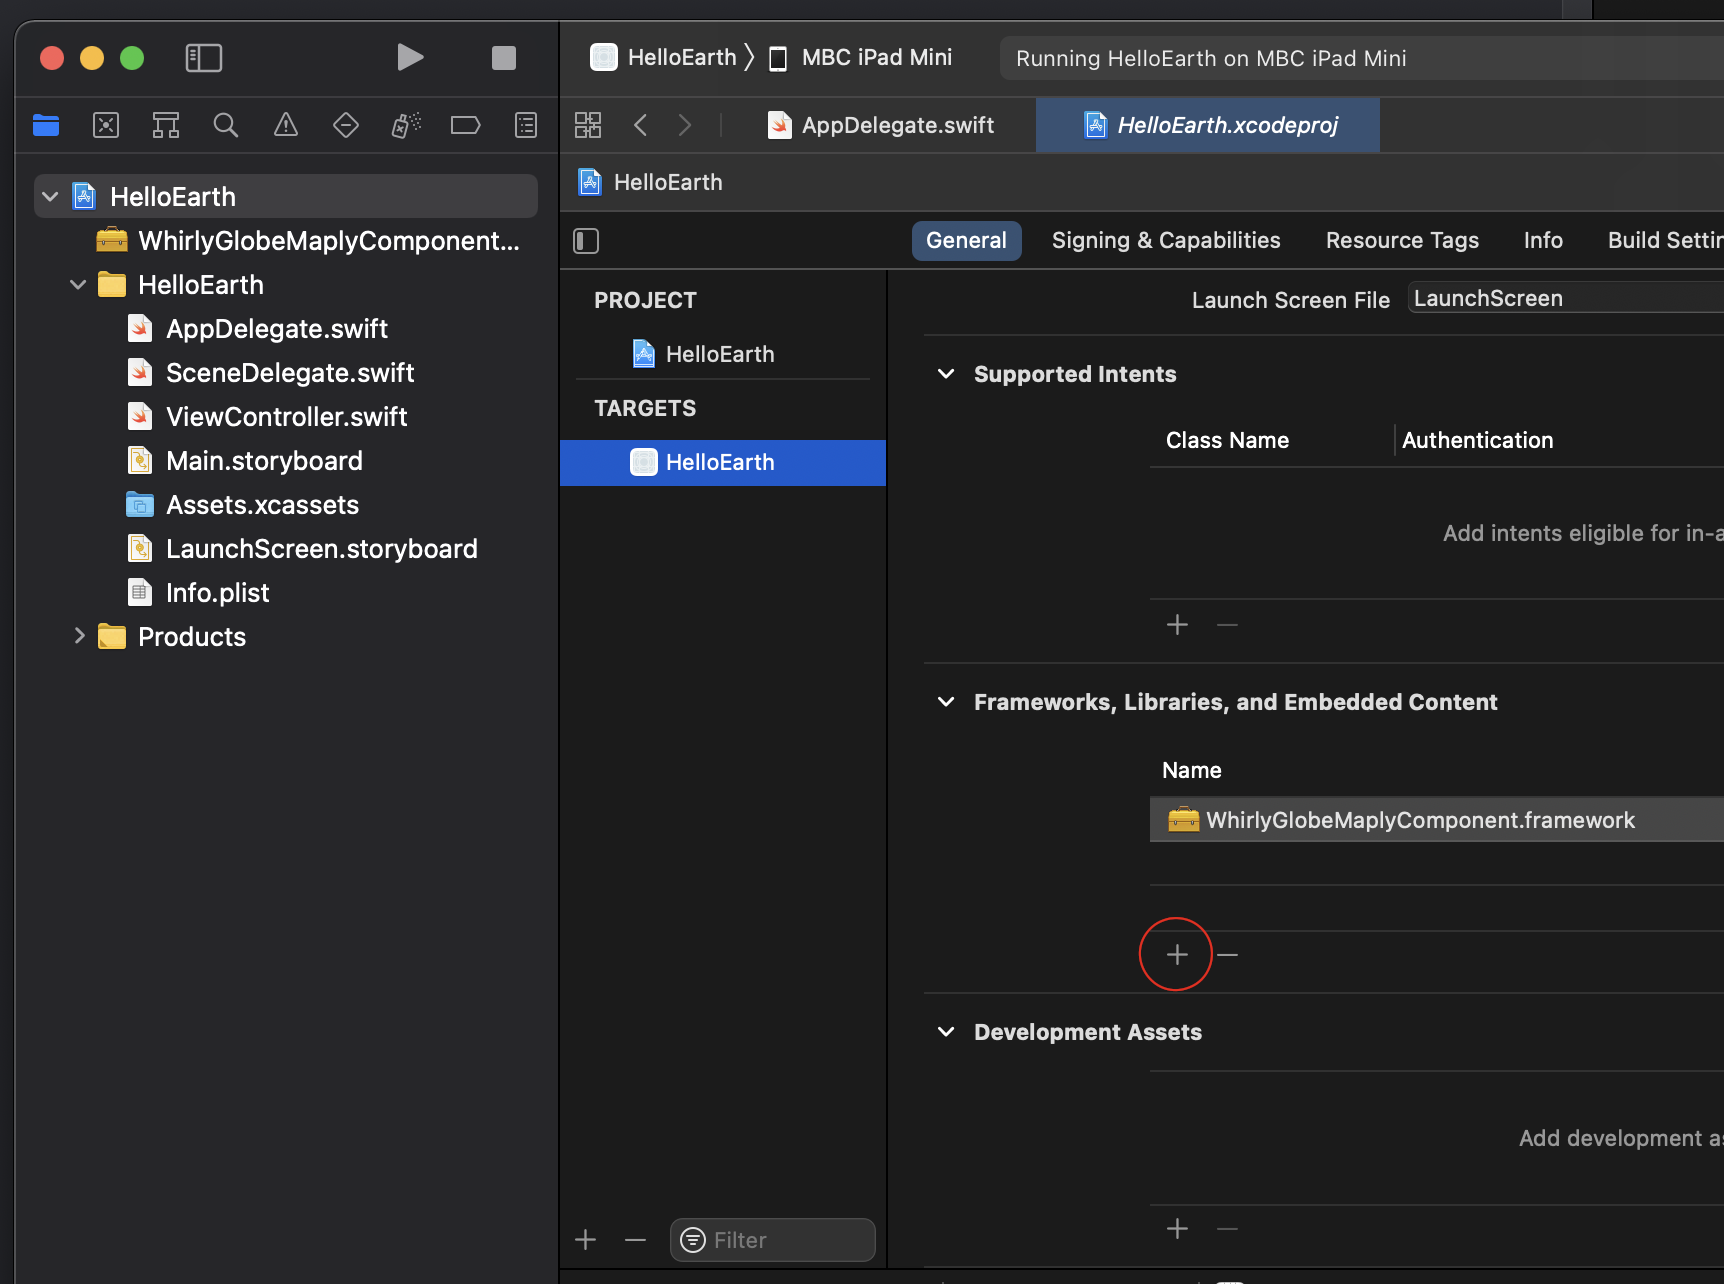 HelloEarth 〉 MBC iPad Mini
Running HelloEarth on MBC iPad Mini
AppDelegate.swift
HelloEarth.xcodeproj
HelloEarth
HelloEarth
WhirlyGlobeMaplyComponent...
HelloEarth
AppDelegate.swift
SceneDelegate.swift
ViewController.swift
Main.storyboard
Assets.xcassets
LaunchScreen.storyboard
Info.plist
Products
General
Signing & Capabilities
Resource Tags
Info
Build Settin
PROJECT
HelloEarth
TARGETS
HelloEarth
Filter
Launch Screen File
LaunchScreen
Supported Intents
Class Name
Authentication
Add intents eligible for in-a
Frameworks, Libraries, and Embedded Content
Name
WhirlyGlobeMaplyComponent.framework
Development Assets
Add development as